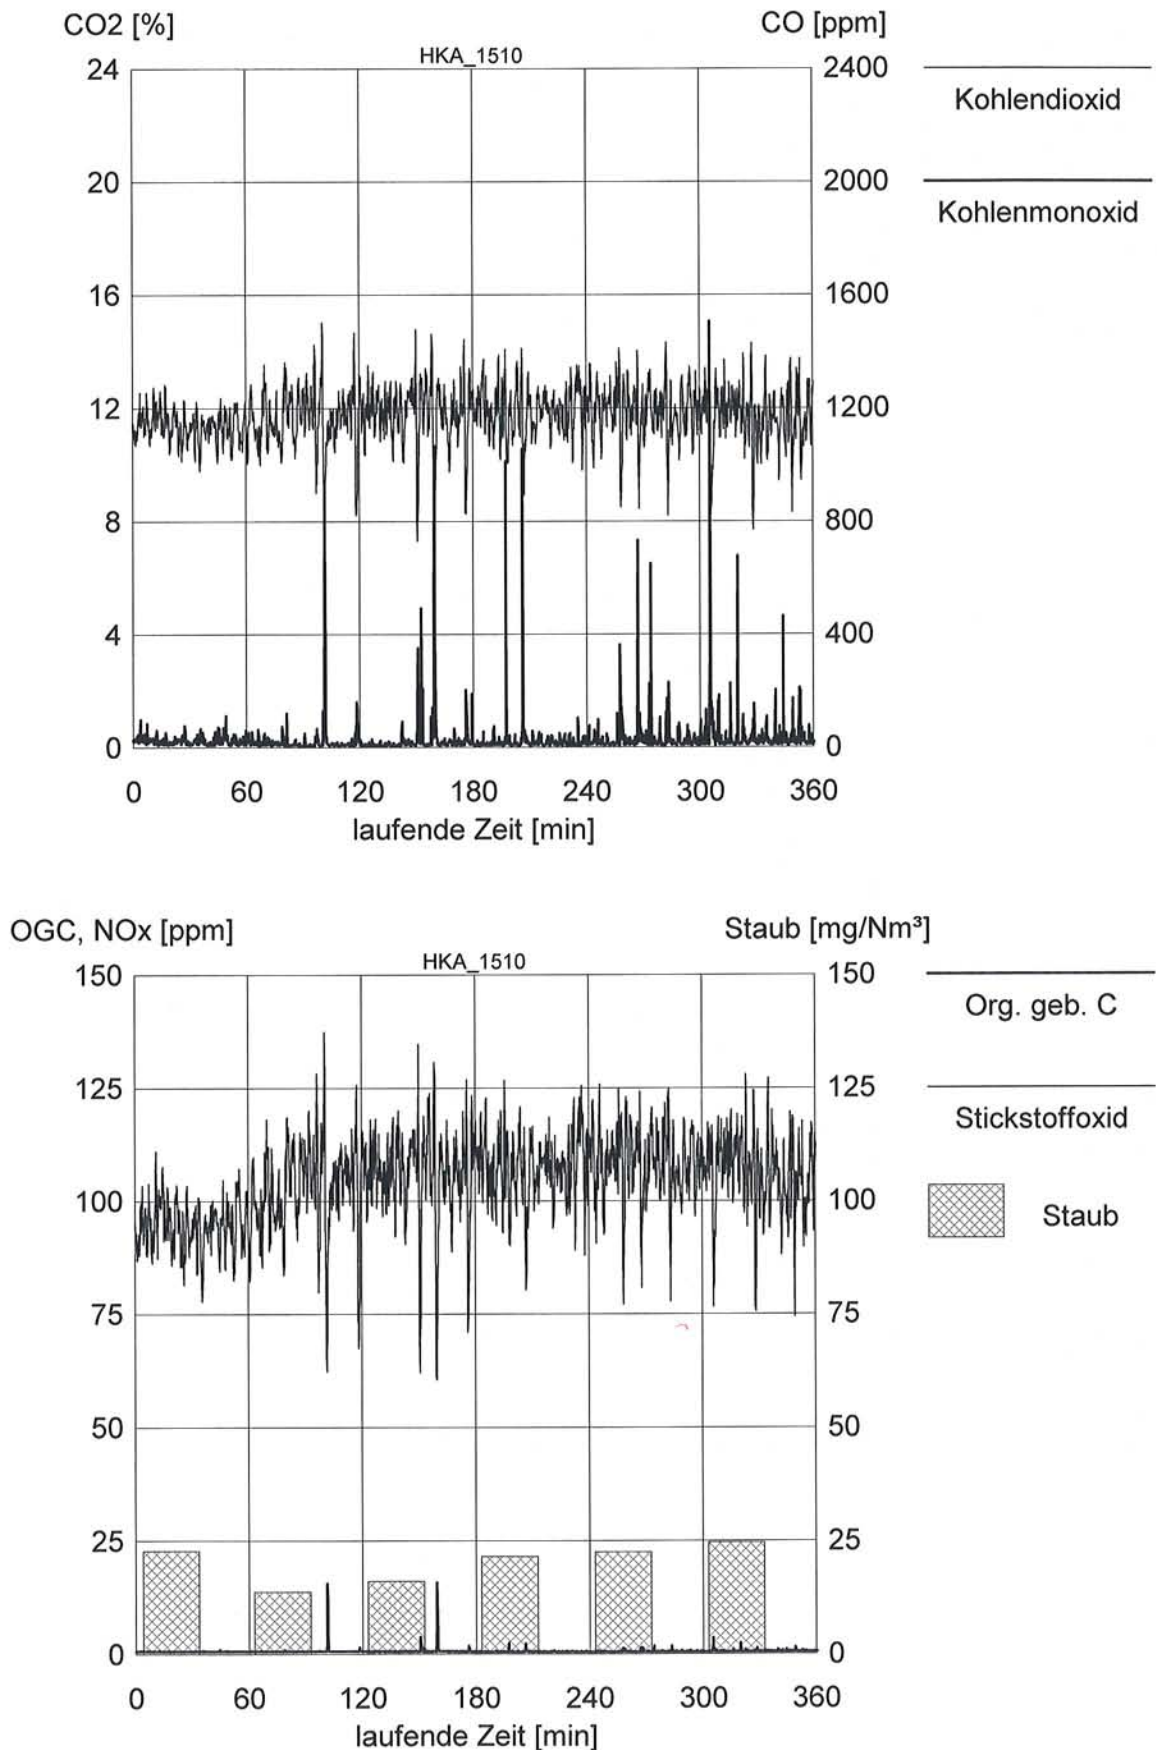 CO2 [%]
CO [ppm]
HKA_1510
24
2400
Kohlendioxid
20
2000
Kohlenmonoxid
16
1600
12
1200
8
800
4
400
0
0
0 60 120 180 240 300 360
laufende Zeit [min]
OGC, NOx [ppm]
Staub [mg/Nm³]
HKA_1510
150
150
Org. geb. C
125
125
Stickstoffoxid
100
100
Staub
75
75
50
50
25
25
0
0
0 60 120 180 240 300 360
laufende Zeit [min]